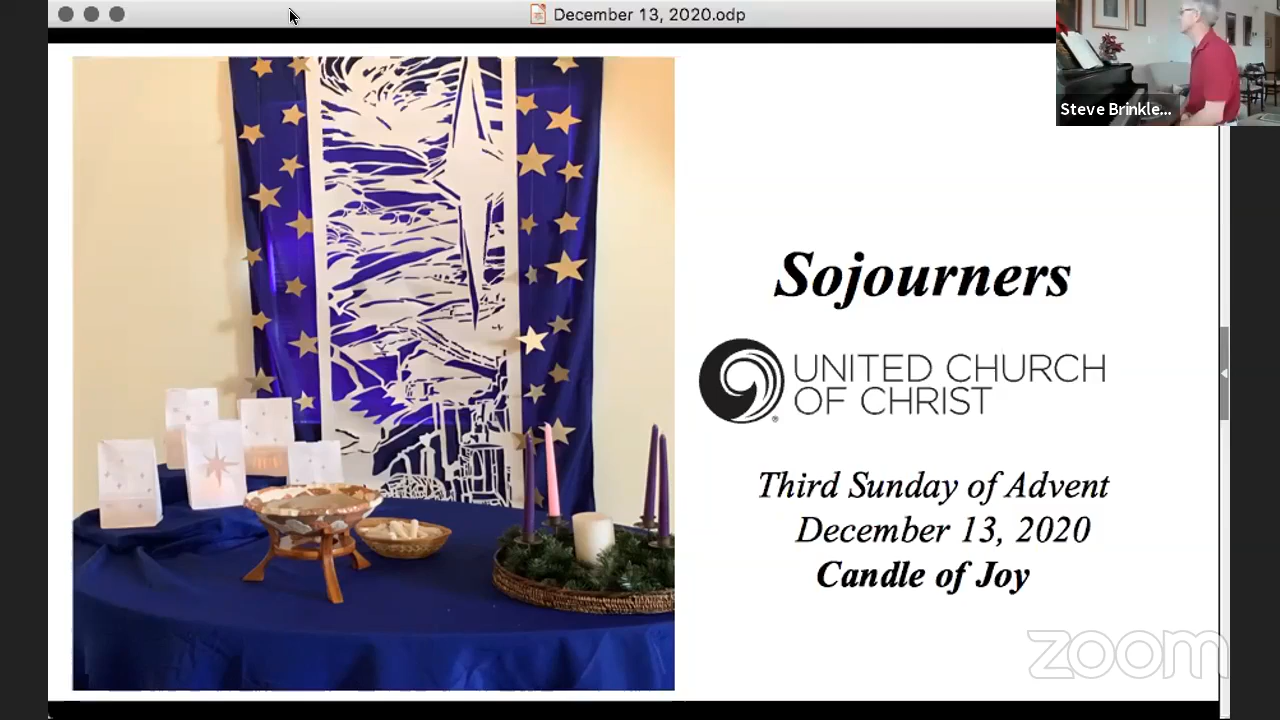 December 13, 2020.odp
Steve Brinkle...
Sojourners
UNITED CHURCH
OF CHRIST
®
Third Sunday of Advent
December 13, 2020
Candle of Joy
zoom